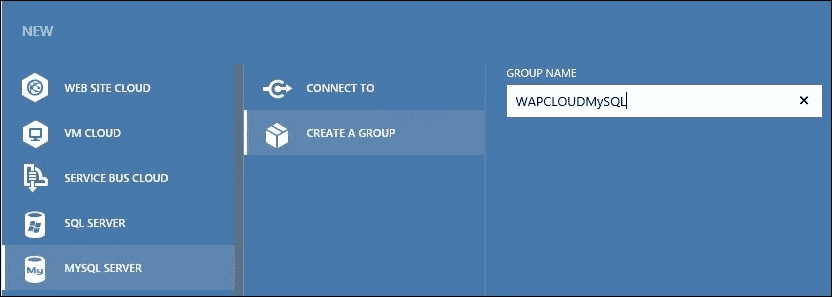 NEW
WEB SITE CLOUD
VM CLOUD
SERVICE BUS CLOUD
SQL SERVER
My
MYSQL SERVER
CONNECT TO
CREATE A GROUP
GROUP NAME
WAPCLOUDMySQL